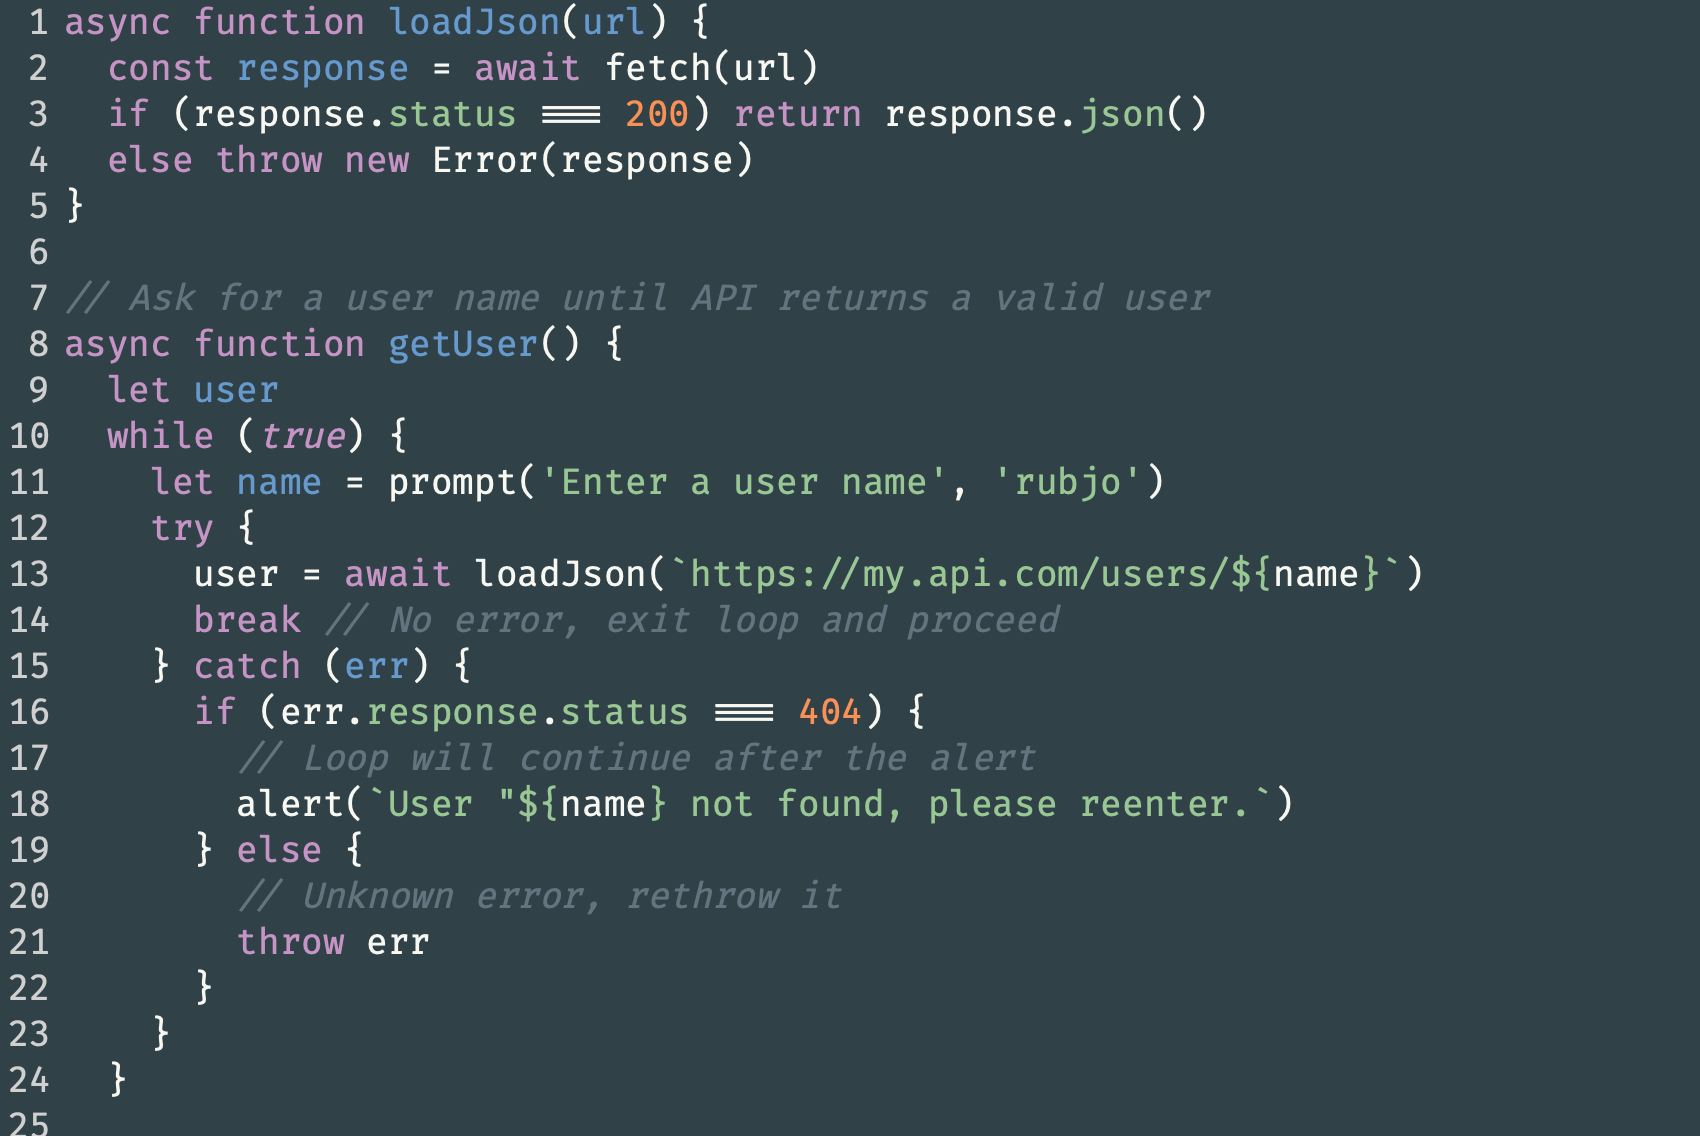 1 async function loadJson(url) {
2   const response = await fetch(url)
3   if (response.status === 200) return response.json()
4   else throw new Error(response)
5 }
6
7 // Ask for a user name until API returns a valid user
8 async function getUser() {
9   let user
10   while (true) {
11     let name = prompt('Enter a user name', 'rubjo')
12     try {
13       user = await loadJson(`https://my.api.com/users/${name}`)
14       break // No error, exit loop and proceed
15     } catch (err) {
16       if (err.response.status === 404) {
17         // Loop will continue after the alert
18         alert(`User "${name} not found, please reenter.`)
19       } else {
20         // Unknown error, rethrow it
21         throw err
22       }
23     }
24   }
25